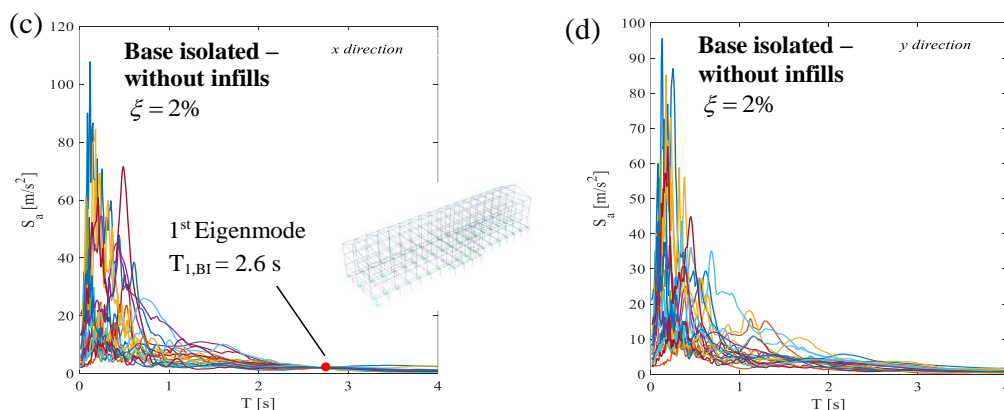 (c)
120
100
80
60
40
20
0
S_a [m/s²]
Base isolated –
without infills
ξ = 2%
x direction
1st Eigenmode
T1,BI = 2.6 s
0 1 2 3 4
T [s]
(d)
100
90
80
70
60
50
40
30
20
10
0
S_a [m/s²]
Base isolated –
without infills
ξ = 2%
y direction
0 1 2 3 4
T [s]